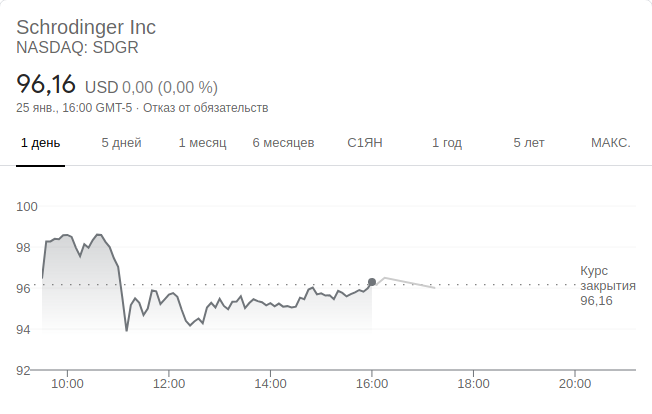 Schrodinger Inc
NASDAQ: SDGR
96,16 USD 0,00 (0,00 %)
25 янв., 16:00 GMT-5 · Отказ от обязательств
1 день 5 дней 1 месяц 6 месяцев С1ЯН 1 год 5 лет МАКС.
100
98
96
94
92
Курс
закрытия
96,16
10:00 12:00 14:00 16:00 18:00 20:00